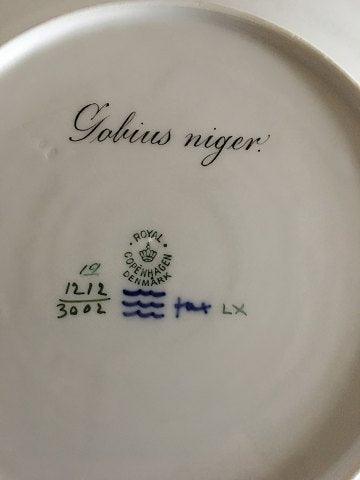 Gobius niger.
ROYAL
COPENHAGEN
DENMARK
19
1212
3002
LX